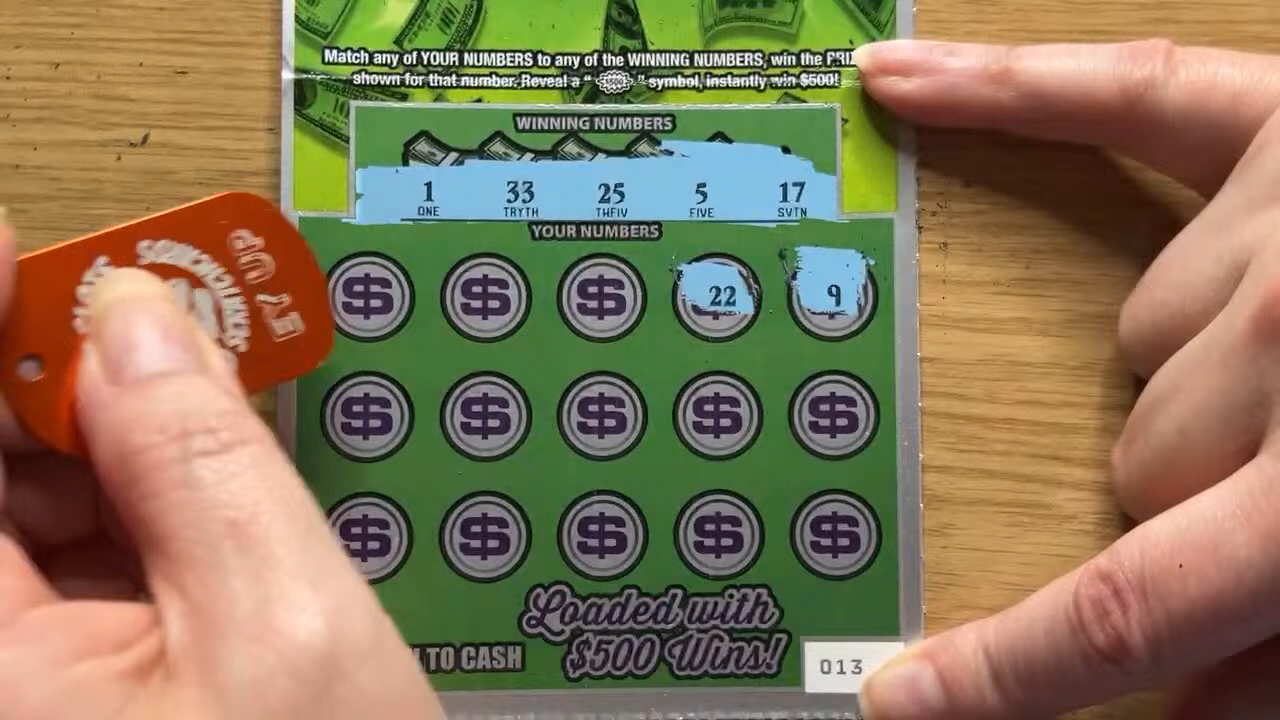 Match any of YOUR NUMBERS to any of the WINNING NUMBERS, win the
shown for that number. Reveal a " " symbol, instantly win $500!
WINNING NUMBERS
1 33 25 5 17
ONE TRYTH TWFIV FIVE SVTN
YOUR NUMBERS
$ $ $ 22 9
$ $ $ $ $
$ $ $ $ $
Loaded with
$500 Wins!
TO CASH
013